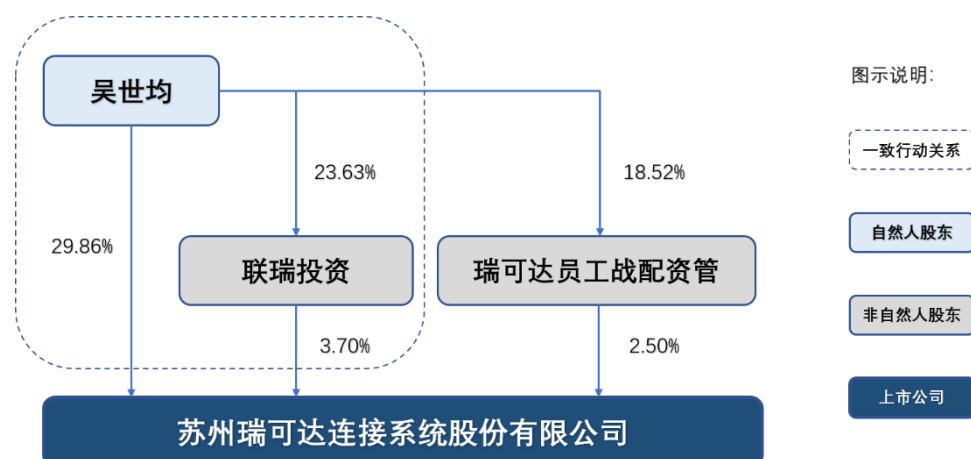 吴世均
图示说明:
一致行动关系
23.63%
18.52%
29.86%
自然人股东
联瑞投资
瑞可达员工战配资管
非自然人股东
3.70%
2.50%
上市公司
苏州瑞可达连接系统股份有限公司